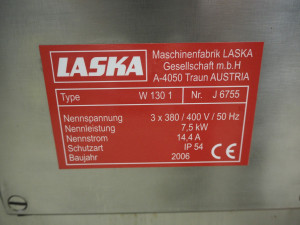 LASKA
Maschinenfabrik LASKA
Gesellschaft m.b.H
A-4050 Traun AUSTRIA
Type W 130 1 Nr. J 6755
Nennspannung 3 x 380 / 400 V / 50 Hz
Nennleistung 7,5 kW
Nennstrom 14,4 A
Schutzart IP 54
Baujahr 2006 CE